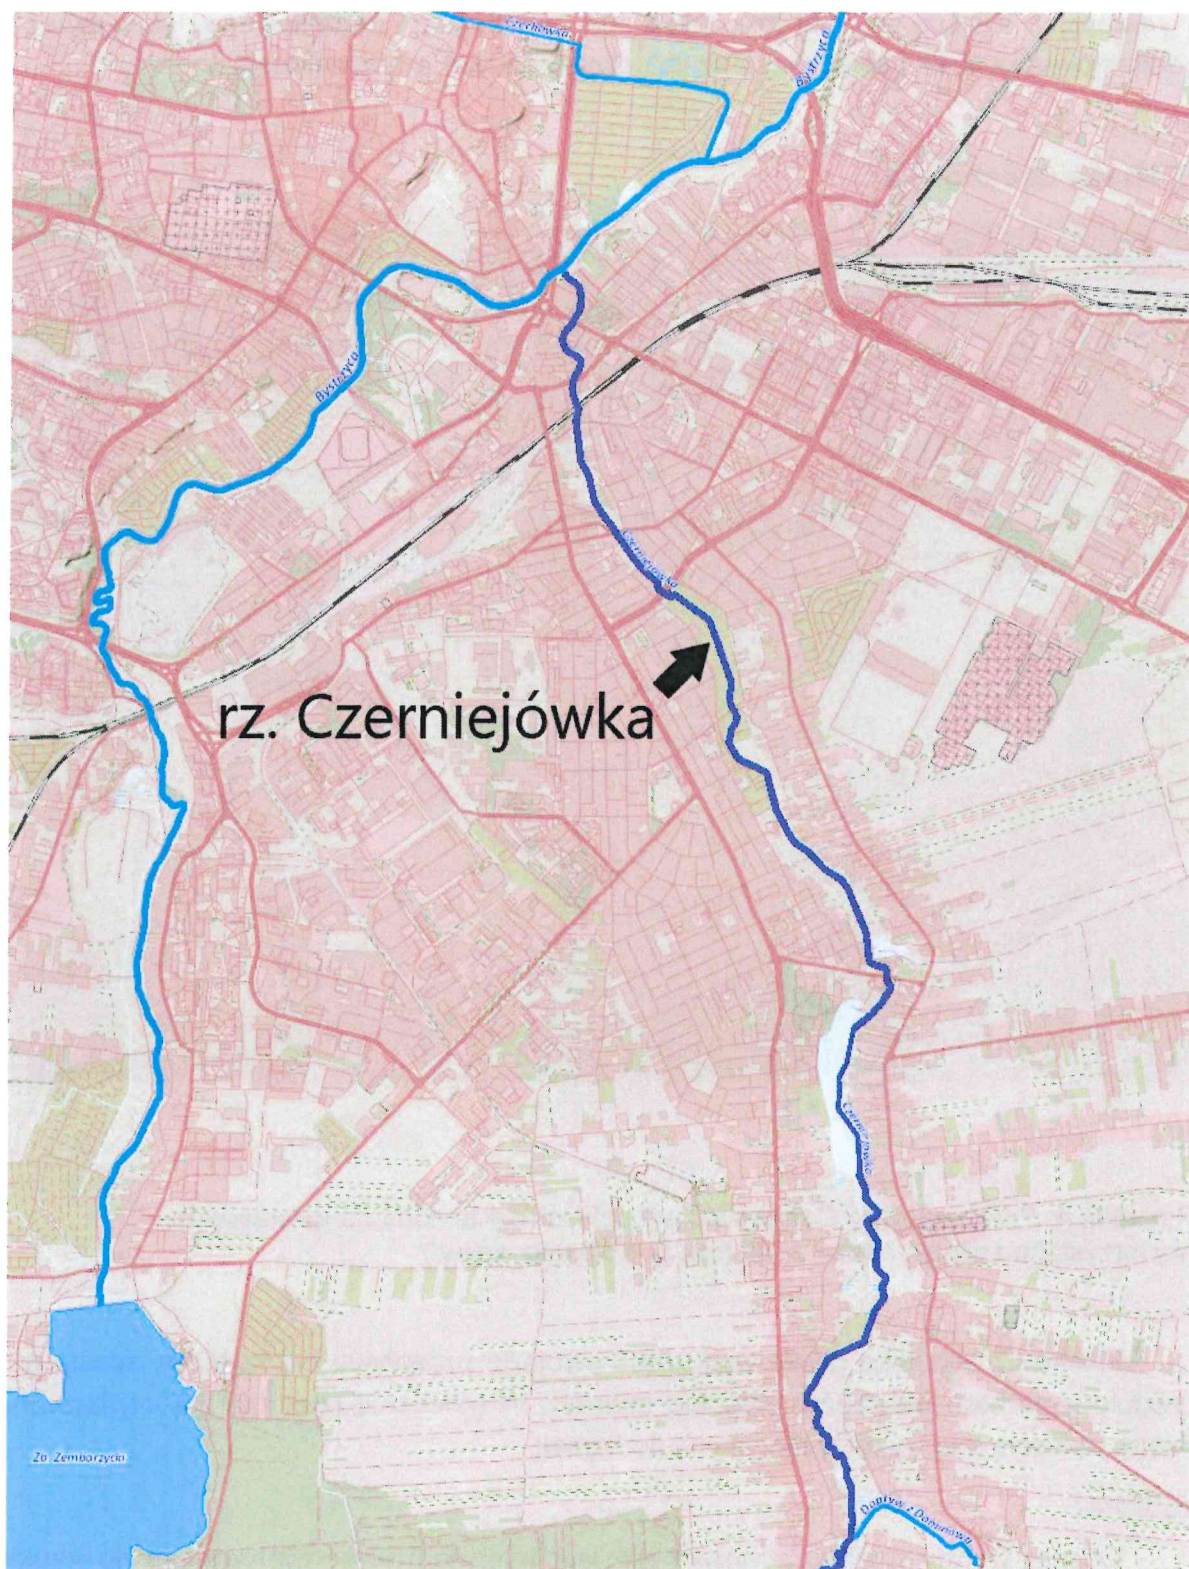 Czechówka
Bystrzyca
Bystrzyca
Czerniejówka
rz. Czerniejówka
Czerniejówka
Zb. Zemborzycki
Dopływ z Dominowa